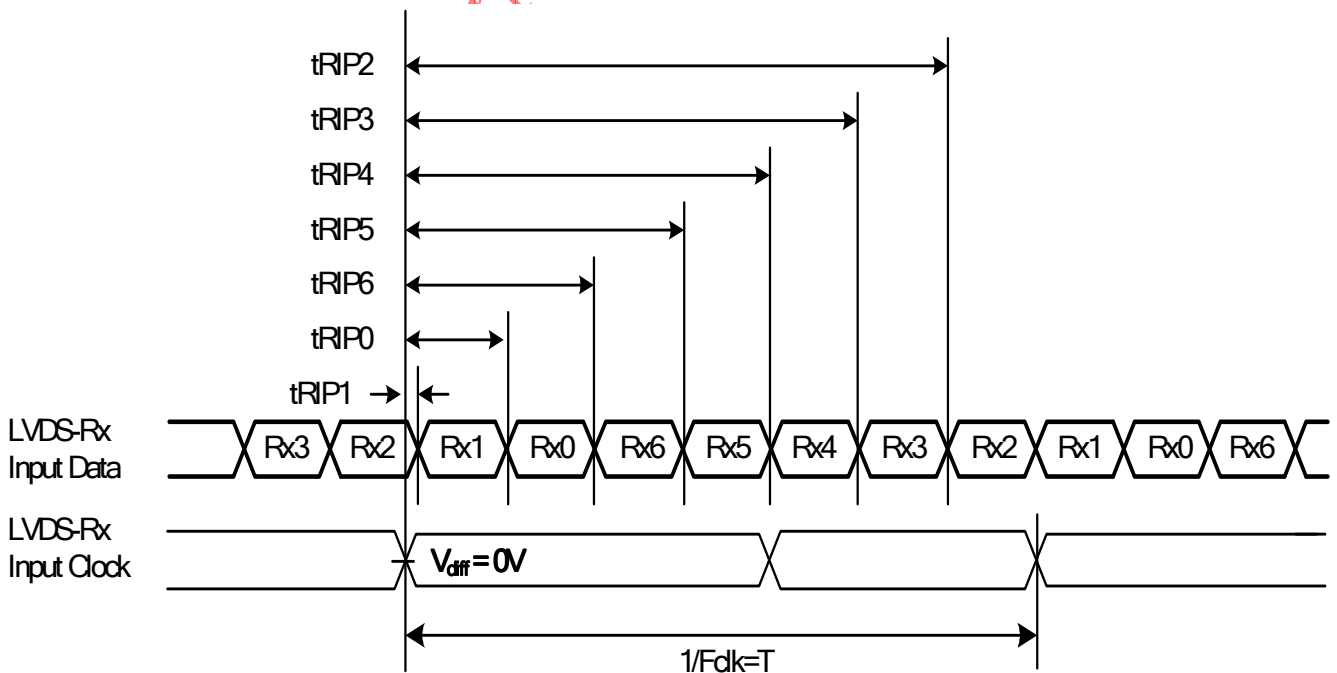 tRIP2
tRIP3
tRIP4
tRIP5
tRIP6
tRIP0
tRIP1
LVDS-Rx
Input Data
Rx3 Rx2 Rx1 Rx0 Rx6 Rx5 Rx4 Rx3 Rx2 Rx1 Rx0 Rx6
LVDS-Rx
Input Clock
Vdiff = 0V
1/Fclk=T